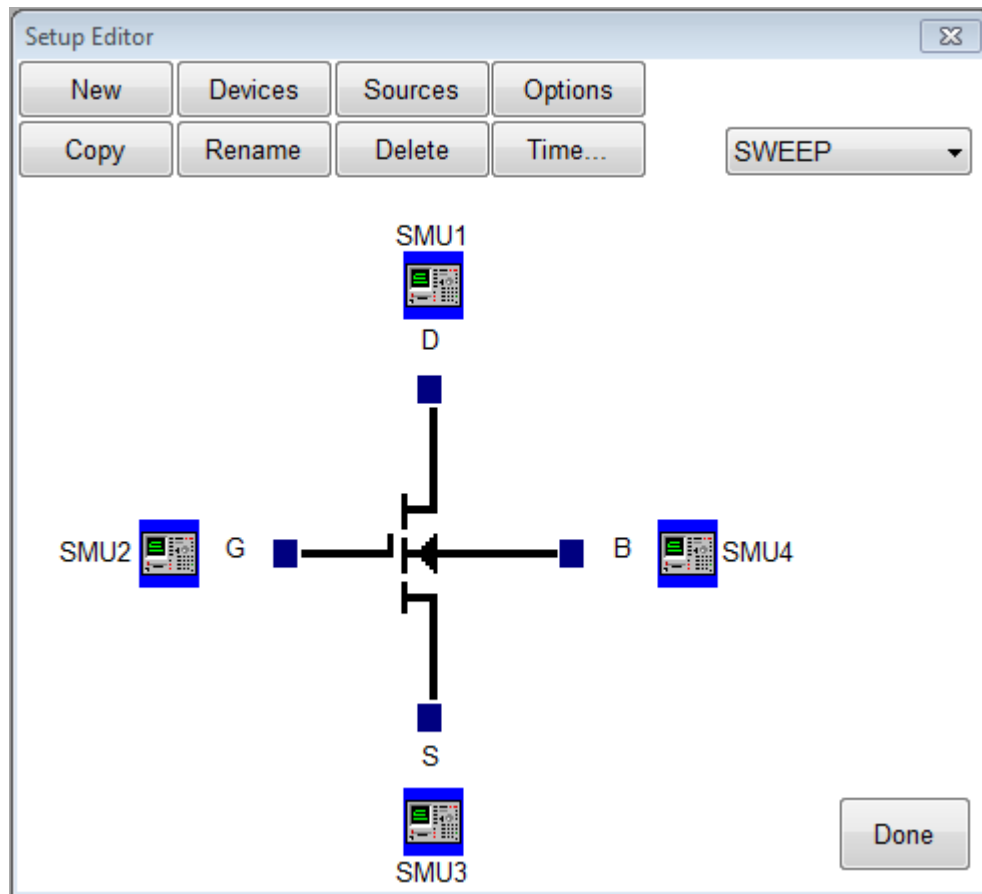 Setup Editor
New Devices Sources Options
Copy Rename Delete Time... SWEEP
SMU1
D
SMU2 G B SMU4
S
Done
SMU3